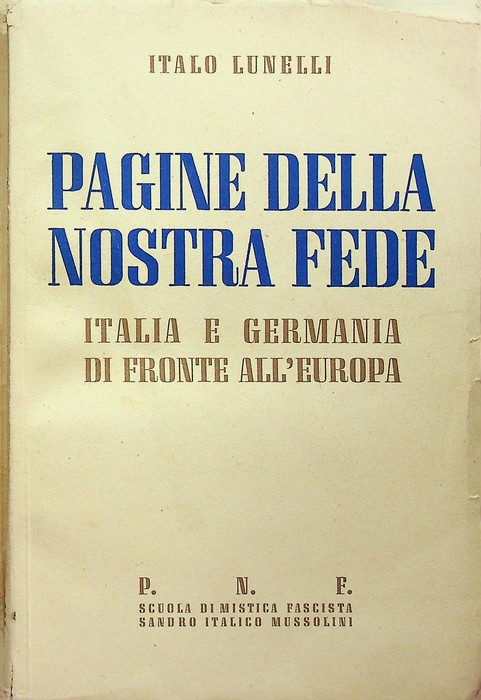 ITALO LUNELLI
PAGINE DELLA
NOSTRA FEDE
ITALIA E GERMANIA
DI FRONTE ALL'EUROPA
P. N. F.
SCUOLA DI MISTICA FASCISTA
SANDRO ITALICO MUSSOLINI